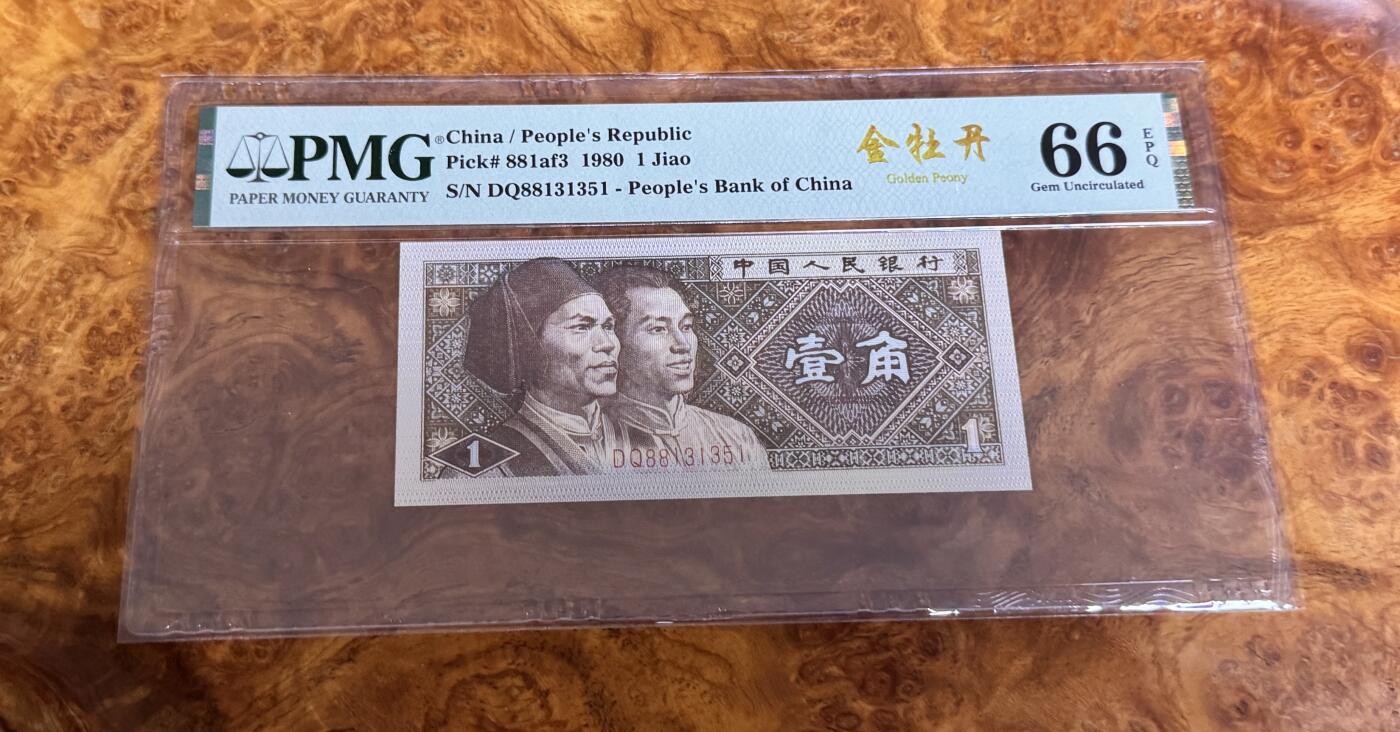 PMG®
PAPER MONEY GUARANTY
China / People's Republic
Pick# 881af3 1980 1 Jiao
S/N DQ88131351 - People's Bank of China
金牡丹
Golden Peony
66
EPQ
Gem Uncirculated
中国人民银行
壹角
1
DQ88131351
1